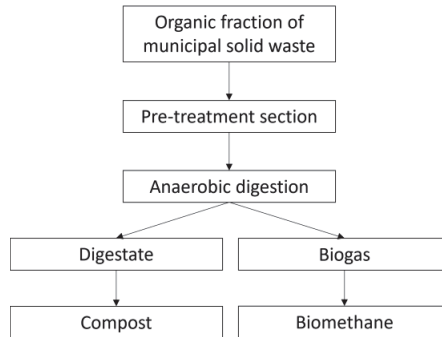 Organic fraction of
municipal solid waste
Pre-treatment section
Anaerobic digestion
Digestate
Biogas
Compost
Biomethane